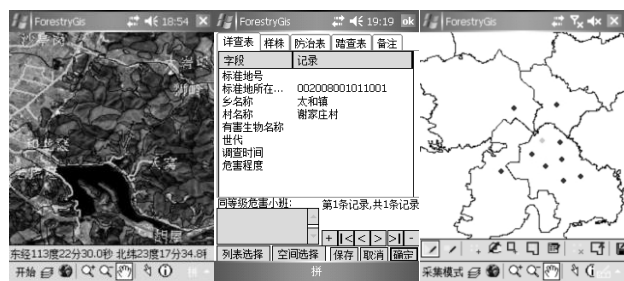 ForestryGis 18:54
东经113度22分30.0秒 北纬23度17分34.8秒
开始
ForestryGis 19:19 ok
详查表 样株 防治表 踏查表 备注
字段 记录
标准地号
标准地所在... 002008001011001
乡名称 太和镇
村名称 谢家庄村
有害生物名称
世代
调查时间
危害程度
同等级危害小班: 第1条记录,共1条记录
+ |< < > >| -
列表选择 空间选择 保存 取消 确定
拼
ForestryGis
采集模式